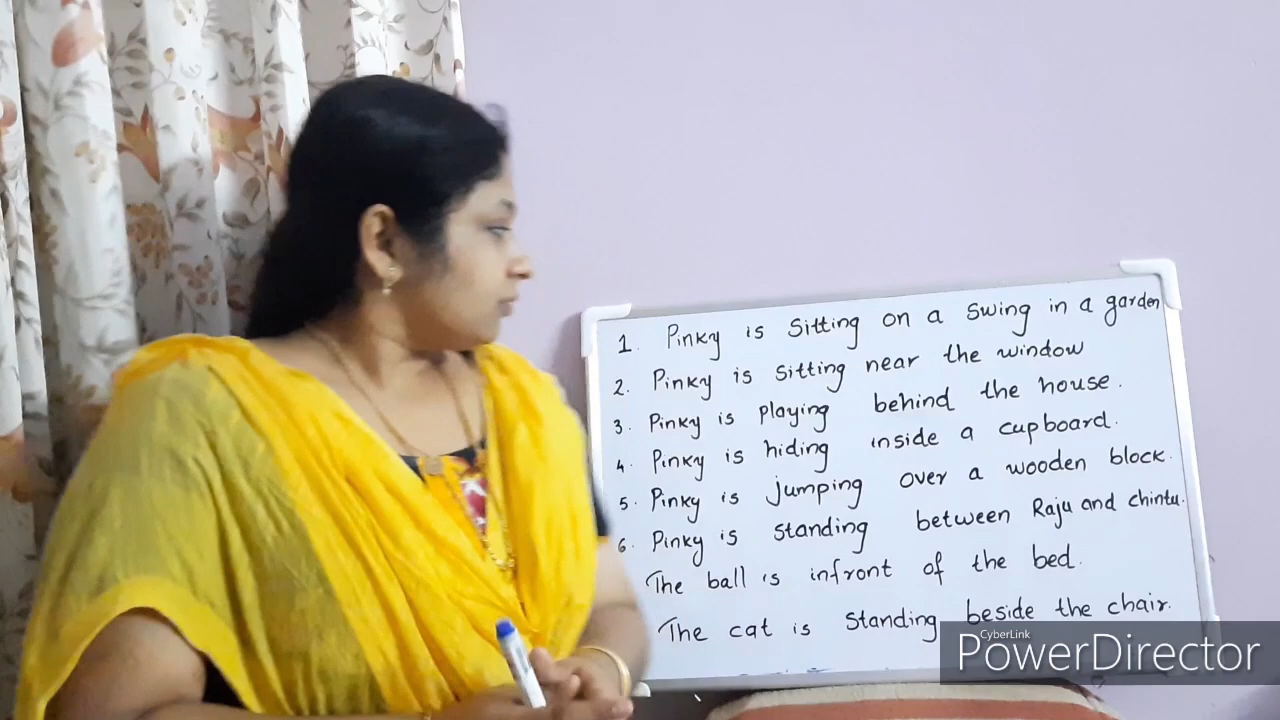 1. Pinky is Sitting on a swing in a garden
2. Pinky is sitting near the window
3. Pinky is playing behind the house.
4. Pinky is hiding inside a cupboard.
5. Pinky is jumping over a wooden block.
6. Pinky is standing between Raju and chintu.
The ball is infront of the bed.
The cat is standing beside the chair.
CyberLink
PowerDirector